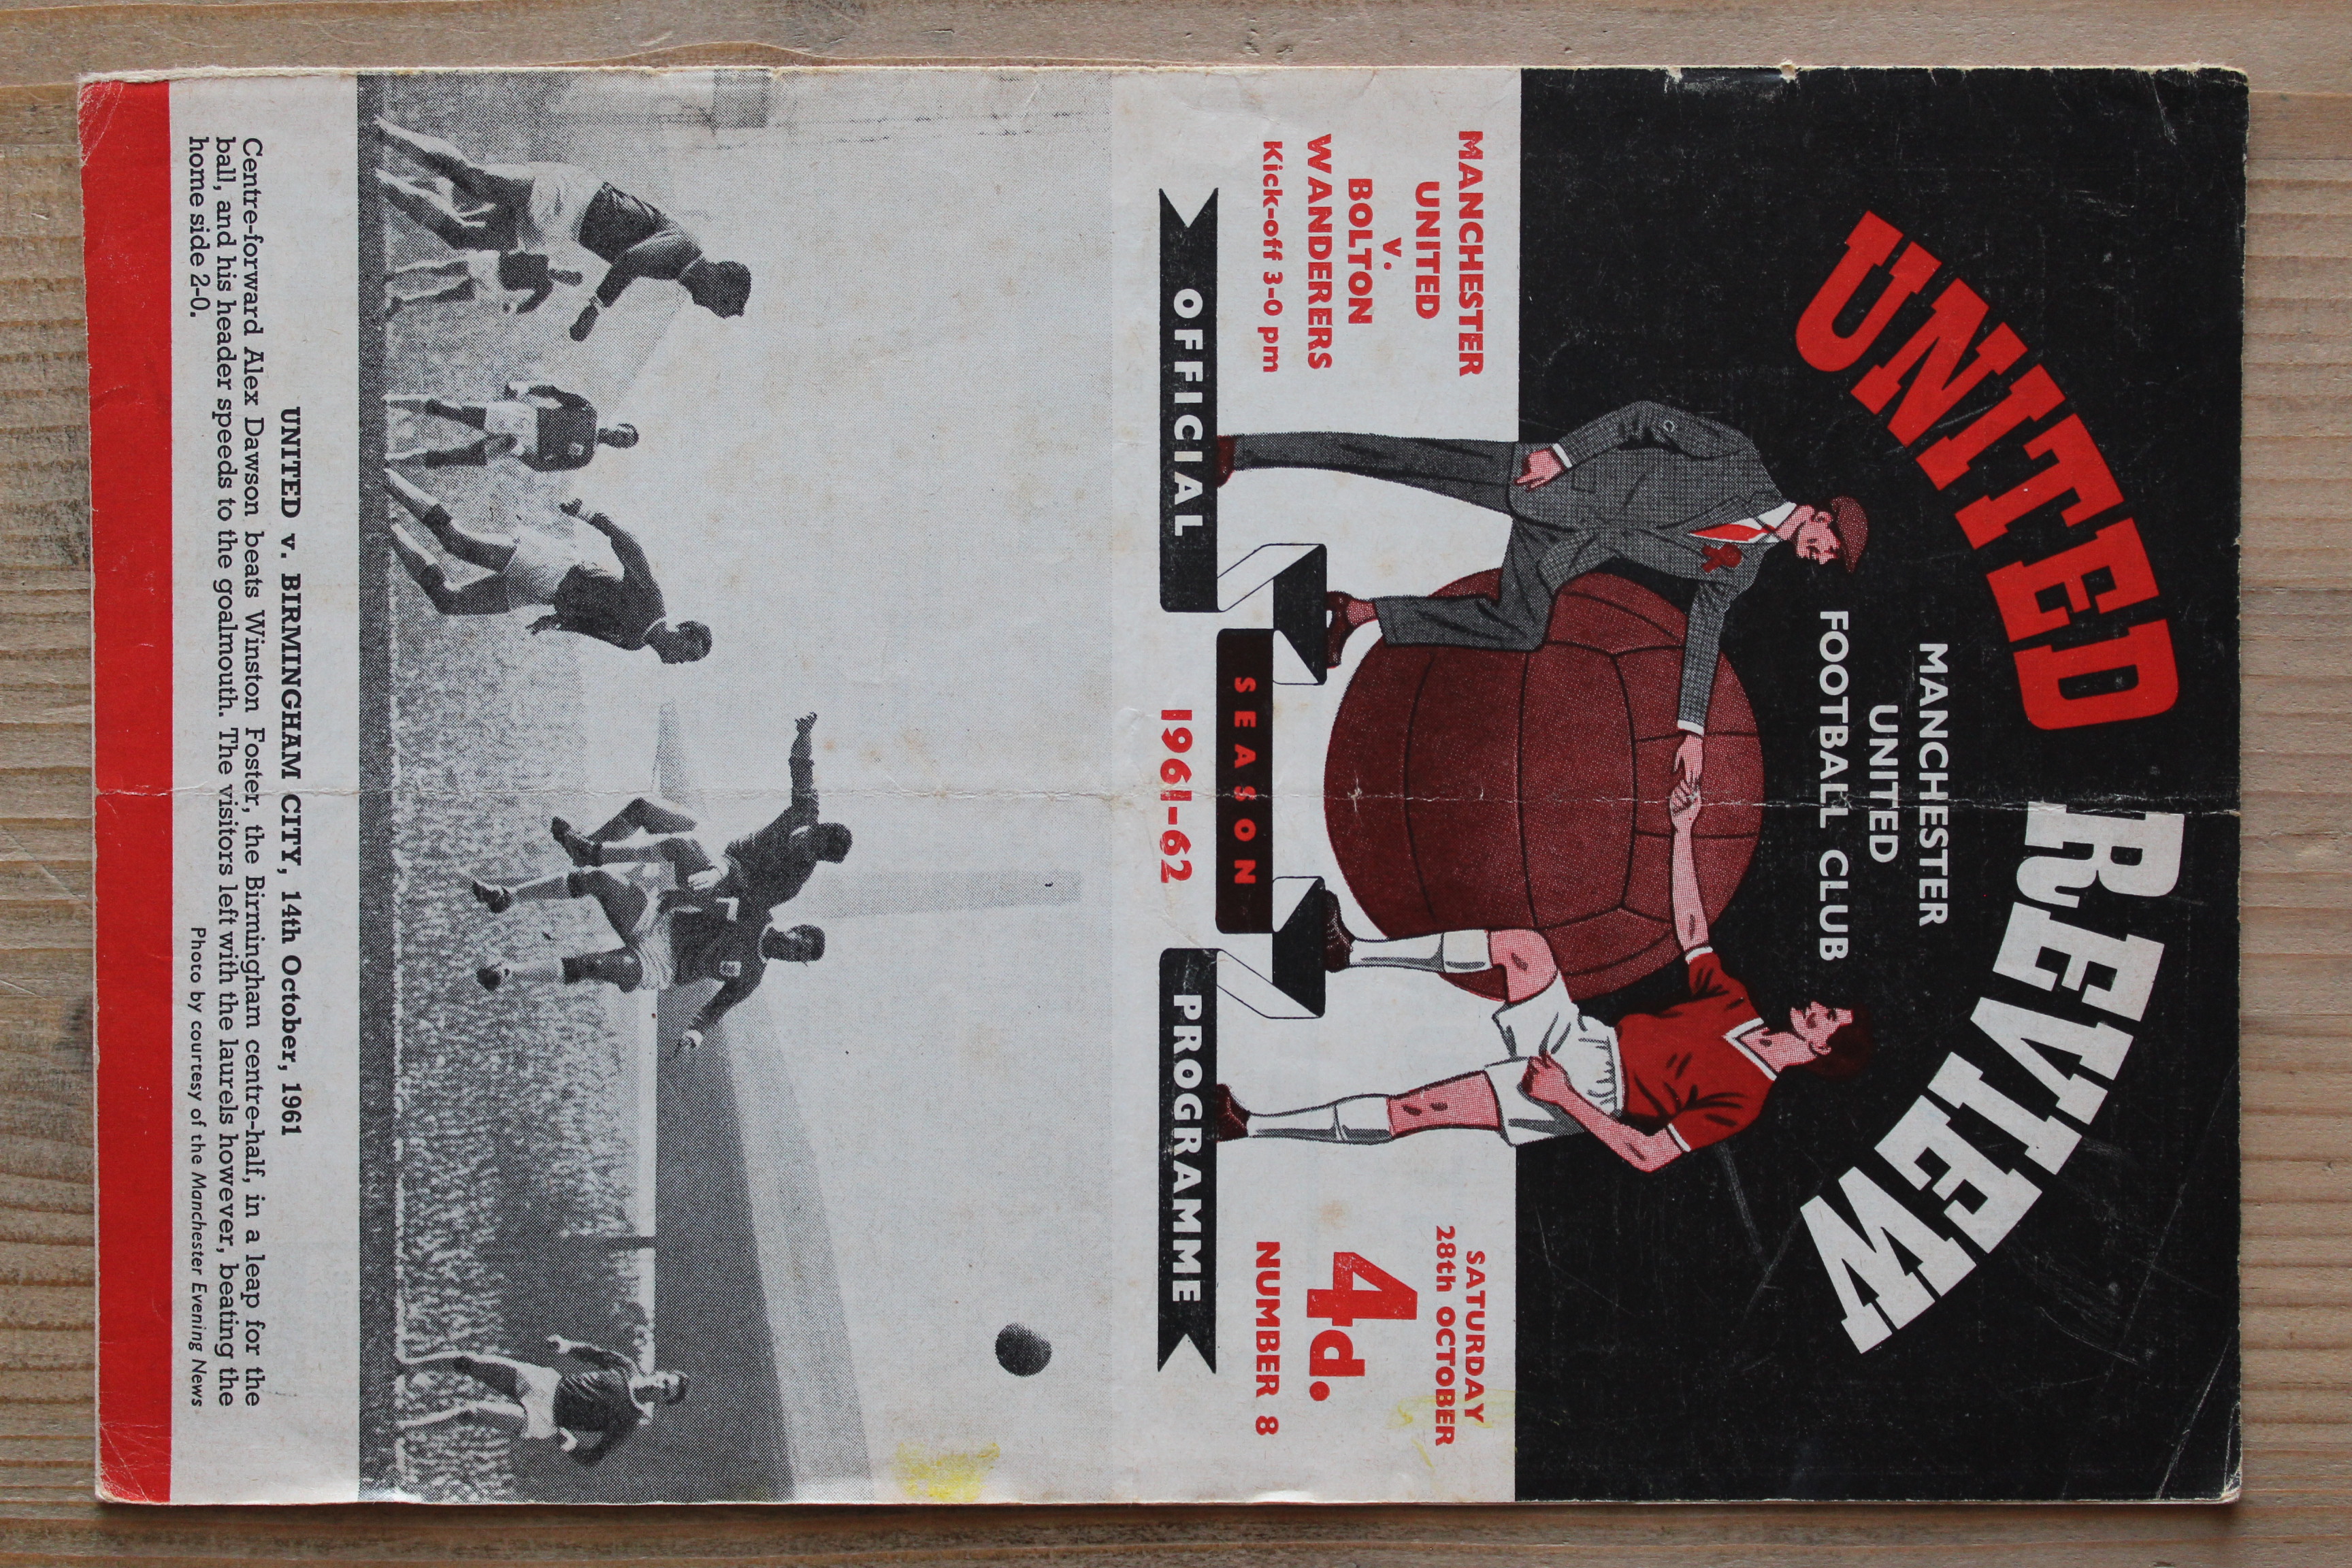 UNITED REVIEW
MANCHESTER
UNITED
FOOTBALL CLUB
MANCHESTER
UNITED
v.
BOLTON
WANDERERS
Kick-off 3-0 pm
SATURDAY
28th OCTOBER
4d.
NUMBER 8
OFFICIAL
SEASON
1961-62
PROGRAMME
UNITED v. BIRMINGHAM CITY, 14th October, 1961
Centre-forward Alex Dawson beats Winston Foster, the Birmingham centre-half, in a leap for the
ball, and his header speeds to the goalmouth. The visitors left with the laurels however, beating the
home side 2-0.
Photo by courtesy of the Manchester Evening News